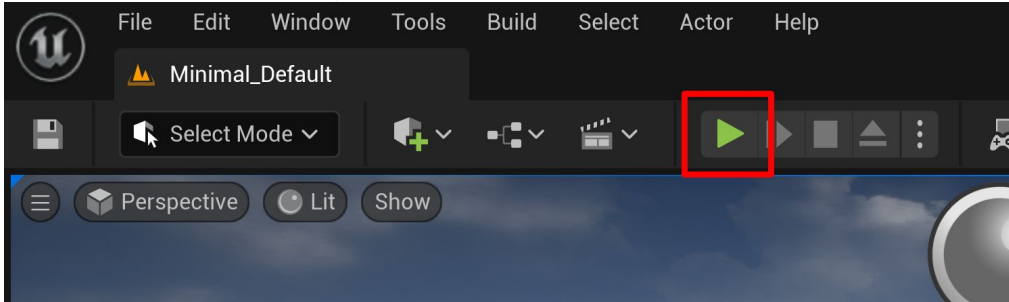 File Edit Window Tools Build Select Actor Help
Minimal_Default
Select Mode
Perspective Lit Show